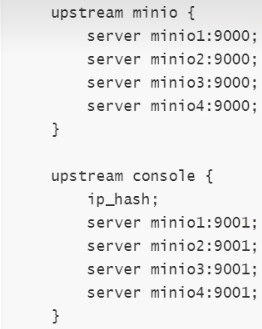 upstream minio {
    server minio1:9000;
    server minio2:9000;
    server minio3:9000;
    server minio4:9000;
}

upstream console {
    ip_hash;
    server minio1:9001;
    server minio2:9001;
    server minio3:9001;
    server minio4:9001;
}